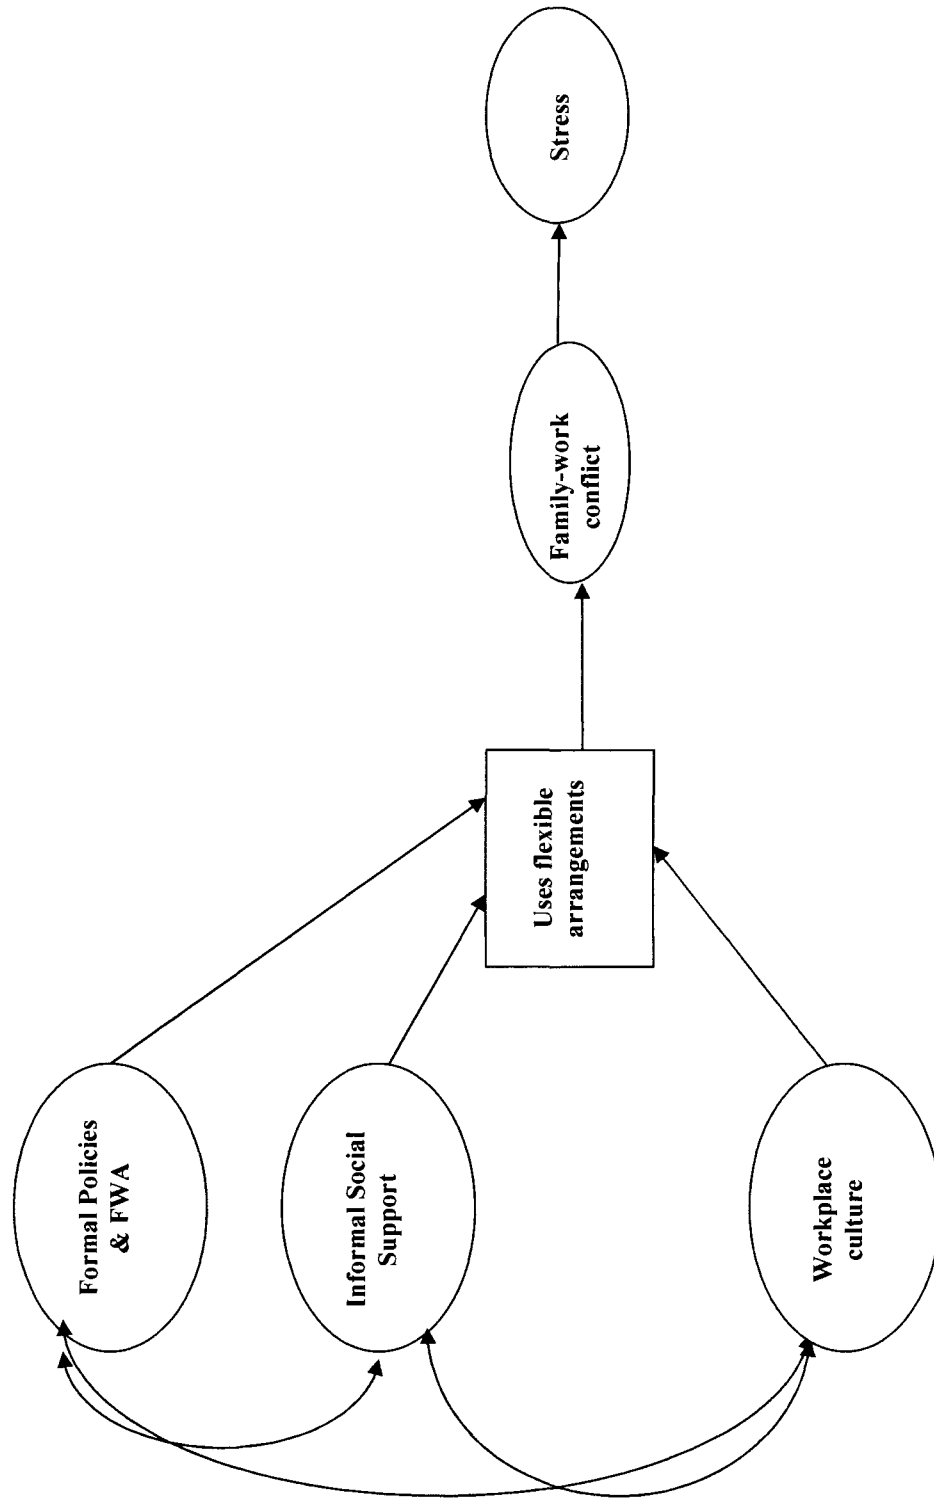 Formal Policies
& FWA
Informal Social
Support
Workplace
culture
Uses flexible
arrangements
Family-work
conflict
Stress